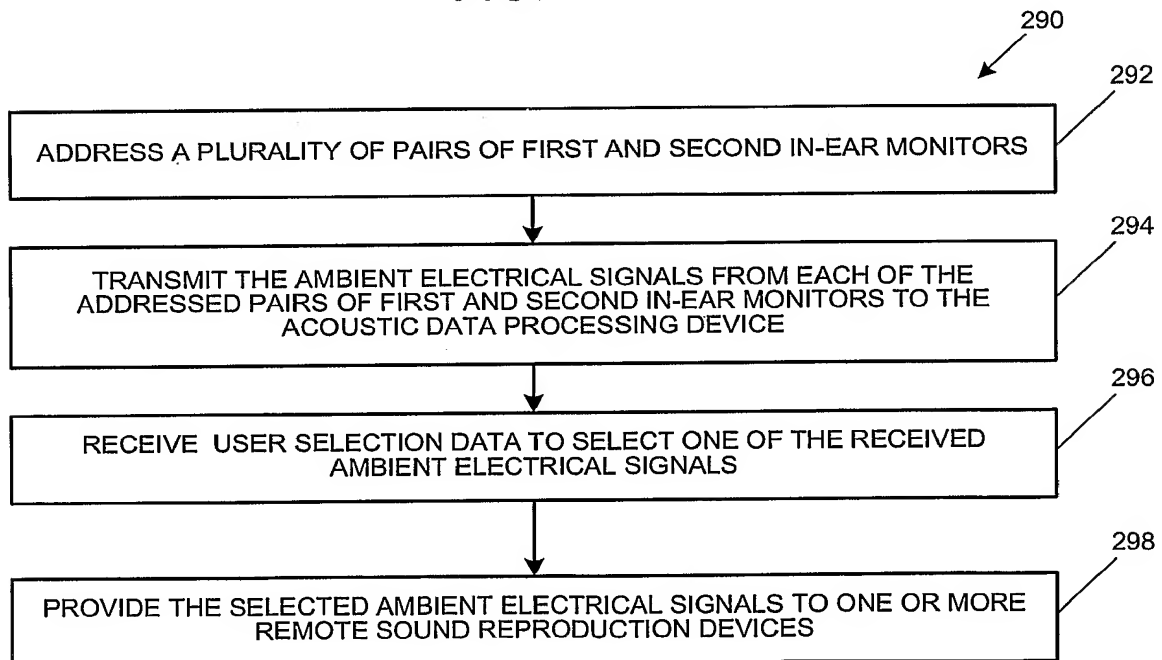 290
292
ADDRESS A PLURALITY OF PAIRS OF FIRST AND SECOND IN-EAR MONITORS
294
TRANSMIT THE AMBIENT ELECTRICAL SIGNALS FROM EACH OF THE
ADDRESSED PAIRS OF FIRST AND SECOND IN-EAR MONITORS TO THE
ACOUSTIC DATA PROCESSING DEVICE
296
RECEIVE USER SELECTION DATA TO SELECT ONE OF THE RECEIVED
AMBIENT ELECTRICAL SIGNALS
298
PROVIDE THE SELECTED AMBIENT ELECTRICAL SIGNALS TO ONE OR MORE
REMOTE SOUND REPRODUCTION DEVICES